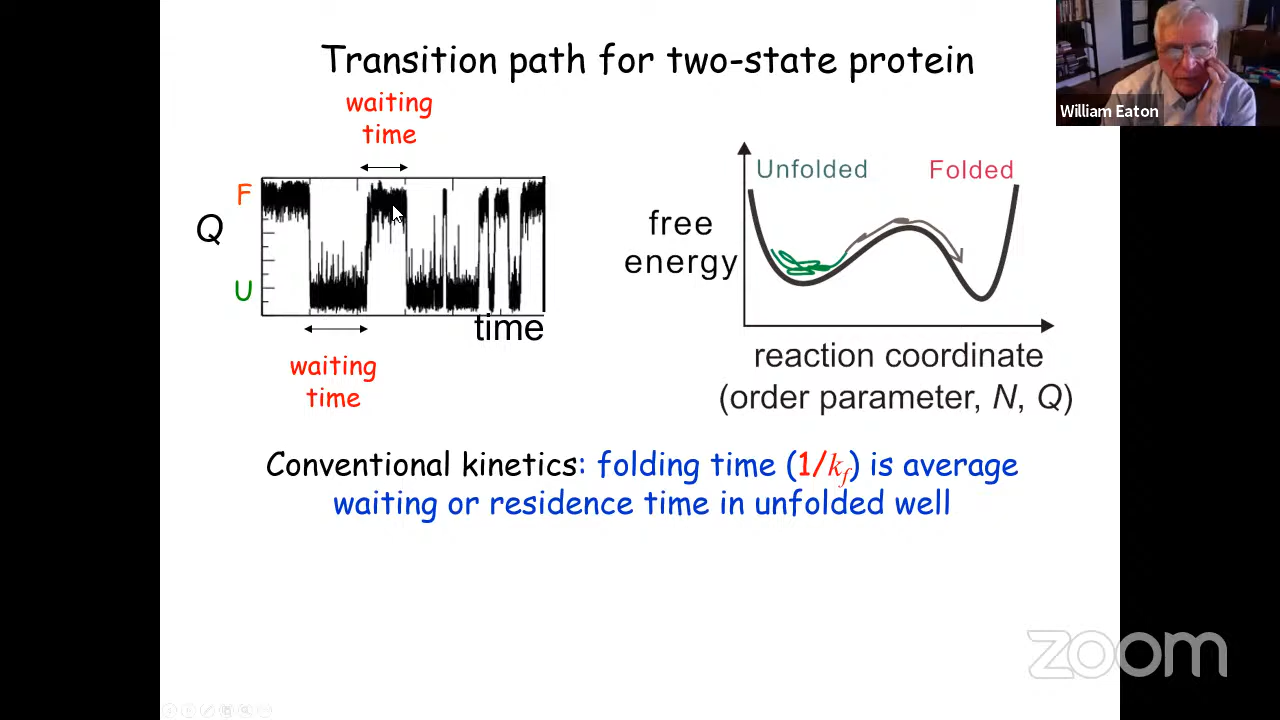 Transition path for two-state protein
William Eaton
waiting
time
F
Q
U
time
waiting
time
Unfolded
Folded
free
energy
reaction coordinate
(order parameter, N, Q)
Conventional kinetics: folding time (1/kf) is average
waiting or residence time in unfolded well
zoom